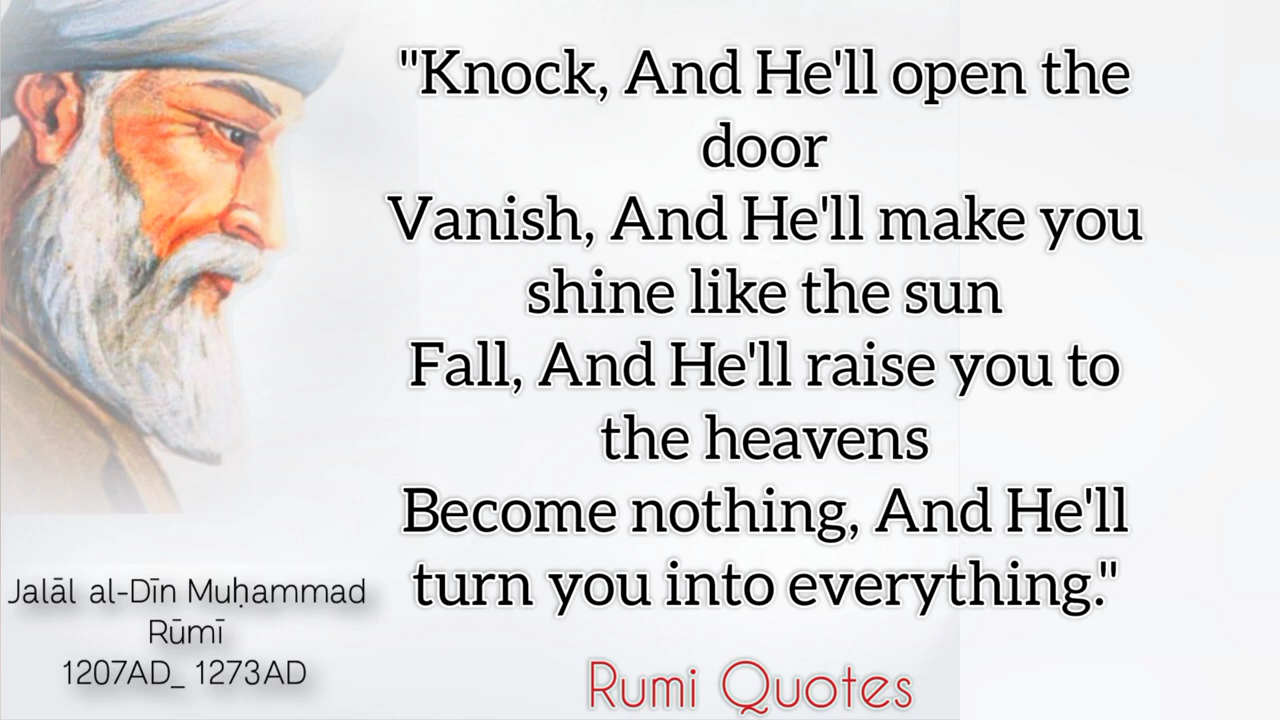 "Knock, And He'll open the
door
Vanish, And He'll make you
shine like the sun
Fall, And He'll raise you to
the heavens
Become nothing, And He'll
turn you into everything."
Jalāl al-Dīn Muḥammad
Rūmī
1207AD_ 1273AD
Rumi Quotes